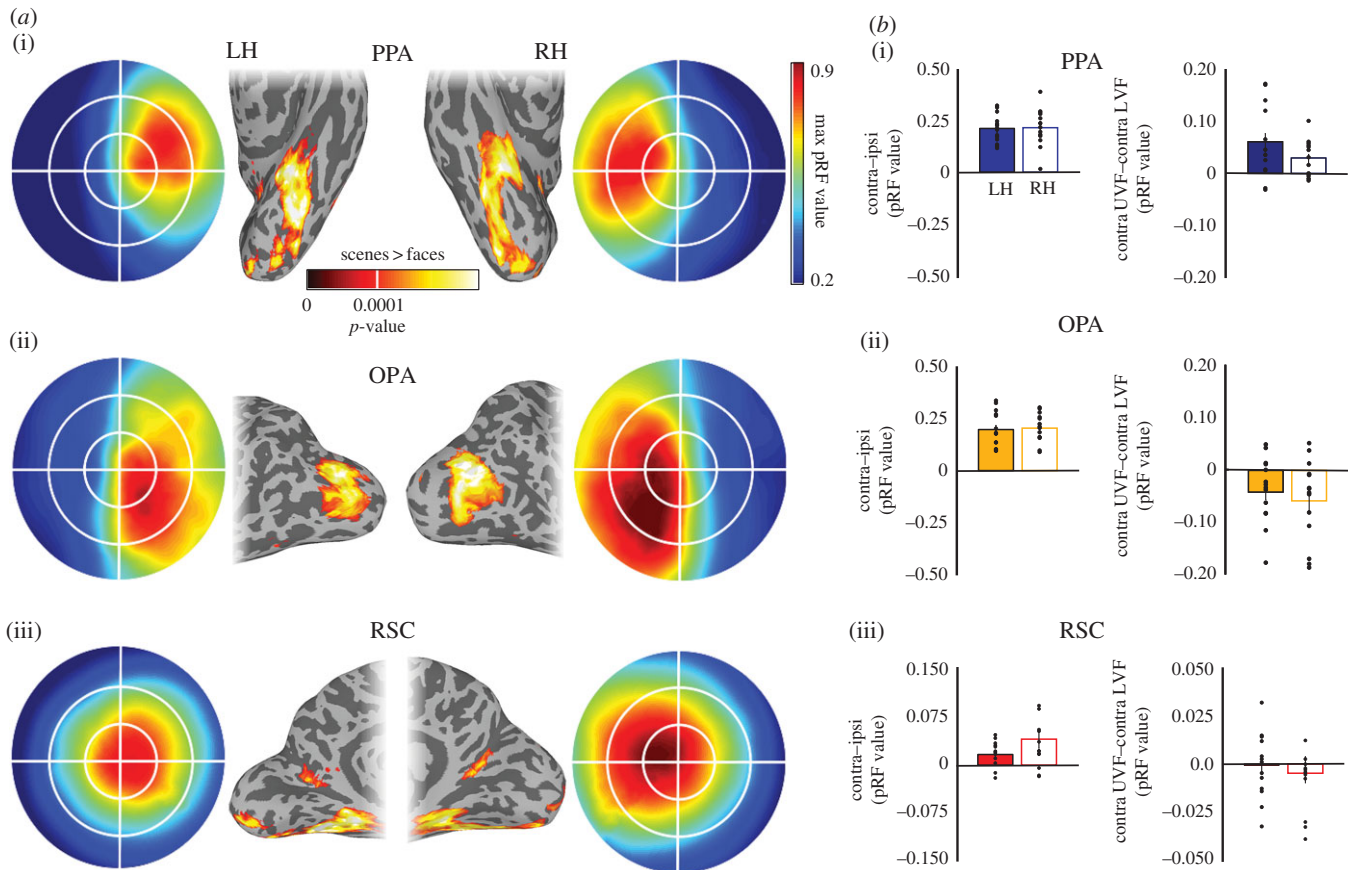 (a)
(i)
LH
PPA
RH
0.9
max pRF value
0.2
scenes > faces
0
0.0001
p-value
(ii)
OPA
(iii)
RSC
(b)
(i)
PPA
contra–ipsi
(pRF value)
0.50
0.25
0
–0.25
–0.50
LH
RH
contra UVF–contra LVF
(pRF value)
0.20
0.10
0
–0.10
–0.20
(ii)
OPA
contra–ipsi
(pRF value)
0.50
0.25
0
–0.25
–0.50
contra UVF–contra LVF
(pRF value)
0.20
0.10
0
–0.10
–0.20
(iii)
RSC
contra–ipsi
(pRF value)
0.150
0.075
0
–0.075
–0.150
contra UVF–contra LVF
(pRF value)
0.050
0.025
0.0
–0.025
–0.050